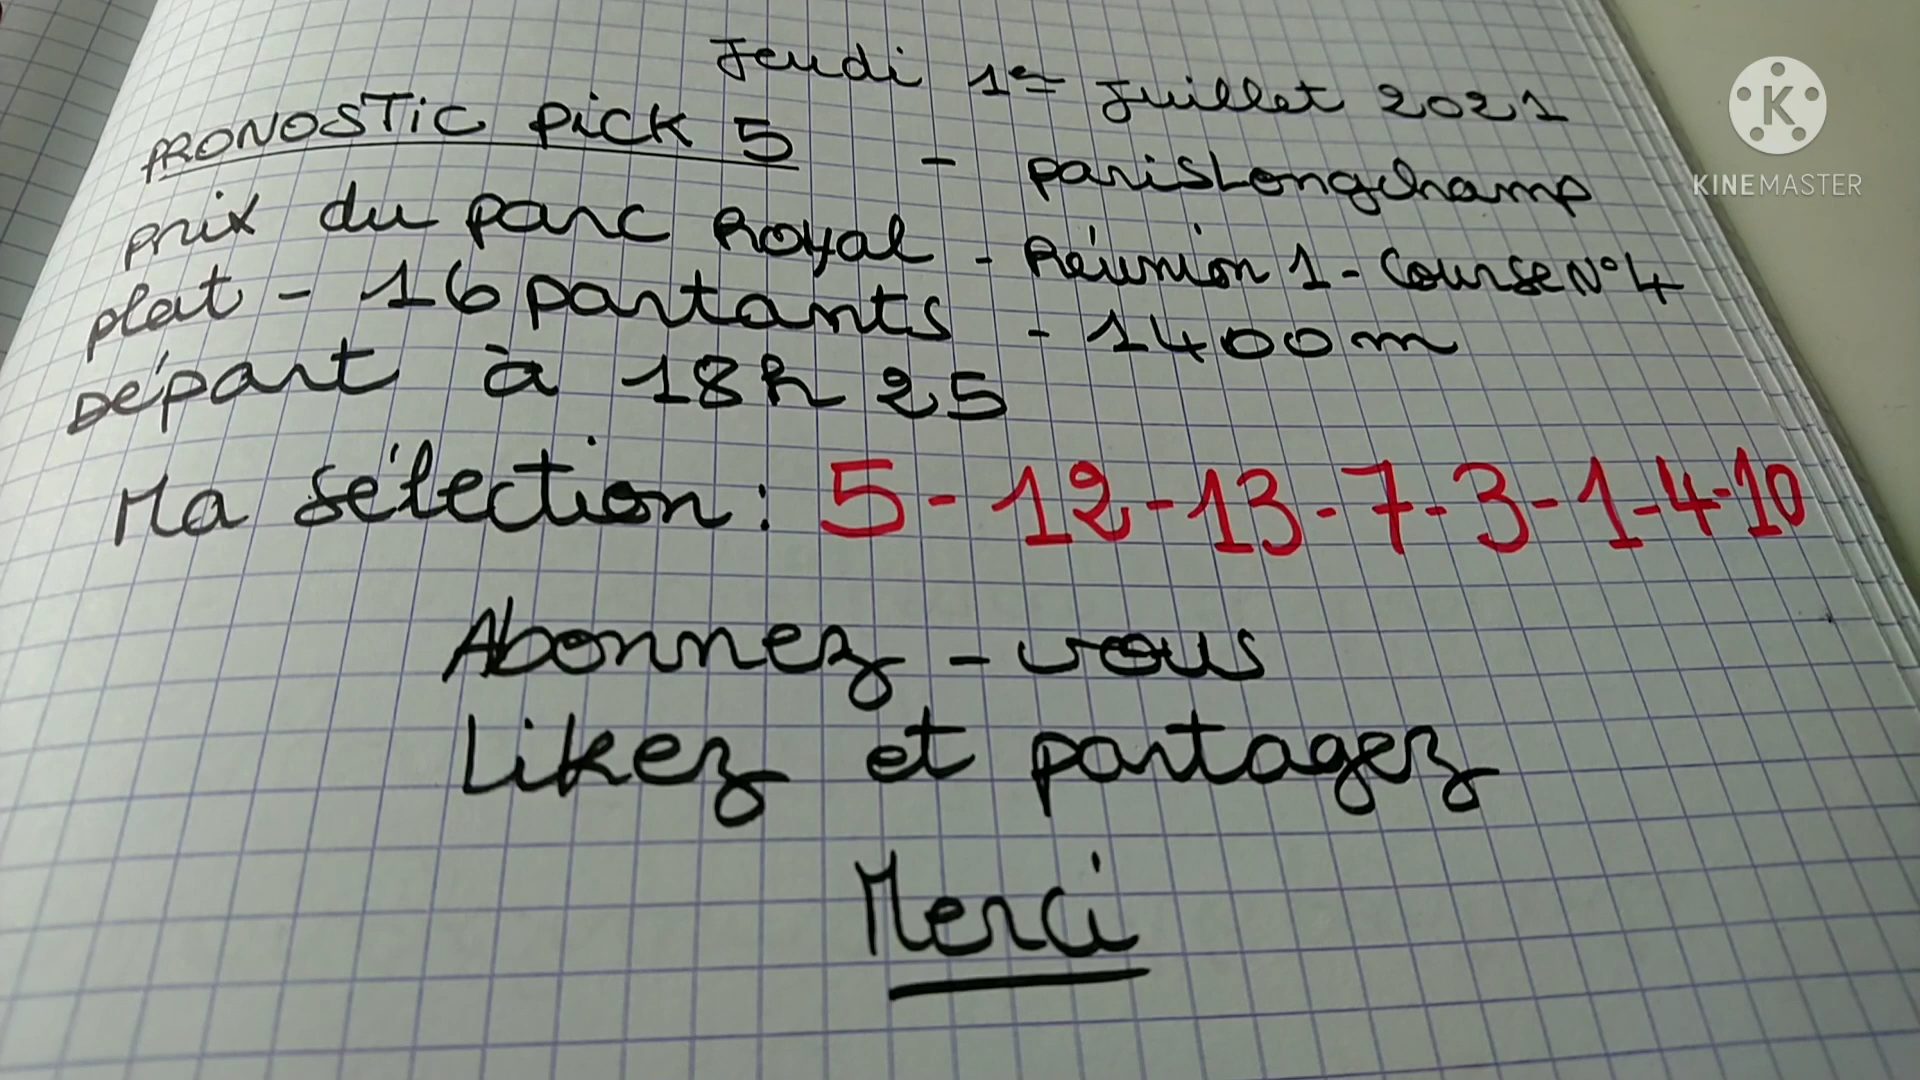 Jeudi 1er Juillet 2021
PRONOSTIC PICK 5 - parisLongchamp
prix du parc Royal - Réunion 1 - Course N°4
plat - 16 partants - 1400m
Départ à 18h25
Ma sélection : 5-12-13-7-3-1-4-10
Abonnez-vous
Likez et partagez
Merci
K
KINEMASTER